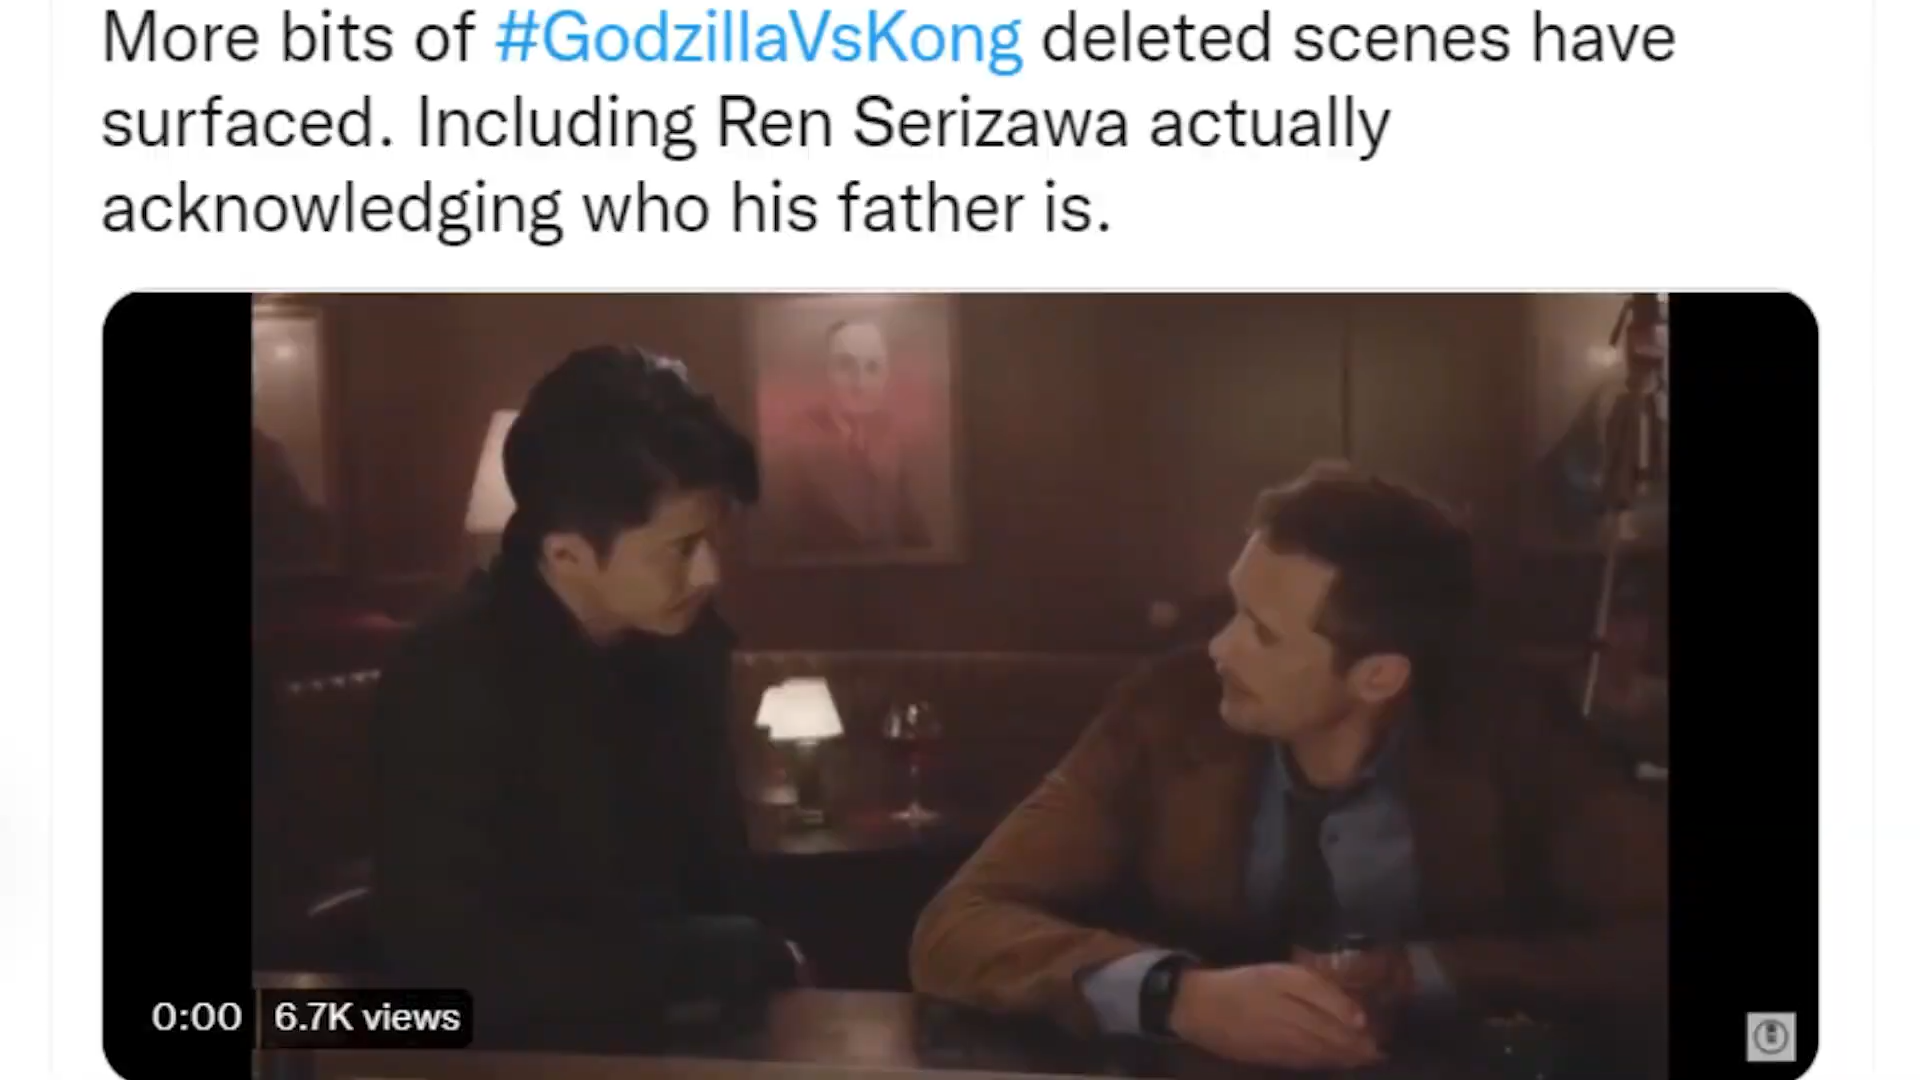 More bits of #GodzillaVsKong deleted scenes have
surfaced. Including Ren Serizawa actually
acknowledging who his father is.
0:00 6.7K views